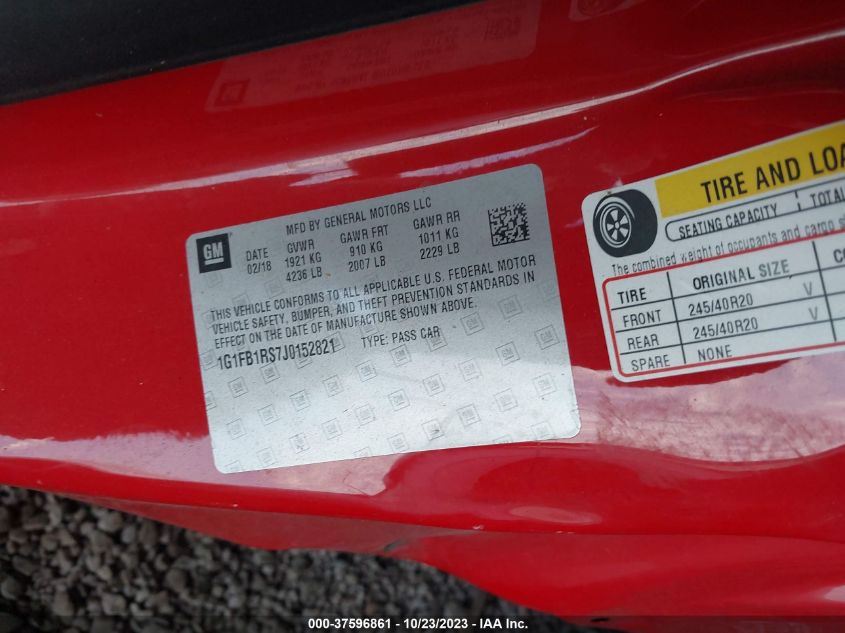 GM
MFD BY GENERAL MOTORS LLC
DATE GVWR GAWR FRT GAWR RR
02/18 1921 KG 910 KG 1011 KG
4236 LB 2007 LB 2229 LB
THIS VEHICLE CONFORMS TO ALL APPLICABLE U.S. FEDERAL MOTOR
VEHICLE SAFETY, BUMPER, AND THEFT PREVENTION STANDARDS IN
EFFECT ON THE DATE OF MANUFACTURE SHOWN ABOVE.
1G1FB1RS7J0152821 TYPE: PASS CAR
TIRE AND LOA
SEATING CAPACITY TOTAL
The combined weight of occupants and cargo
TIRE ORIGINAL SIZE
FRONT 245/40R20 V
REAR 245/40R20 V
SPARE NONE
000-37596861 - 10/23/2023 - IAA Inc.